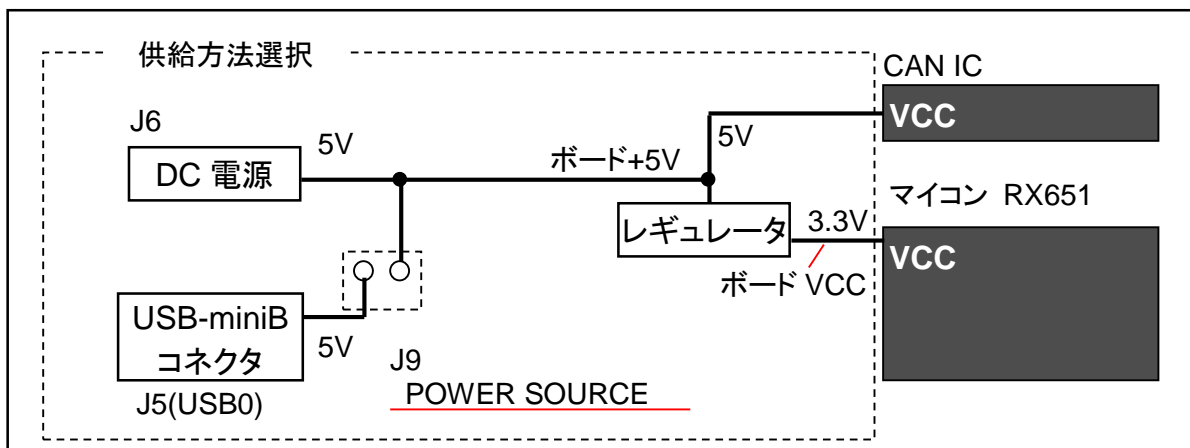 供給方法選択
CAN IC
VCC
J6
5V
DC 電源
ボード+5V
5V
マイコン RX651
レギュレータ
3.3V
VCC
ボード VCC
USB-miniB
コネクタ
5V
J9
POWER SOURCE
J5(USB0)